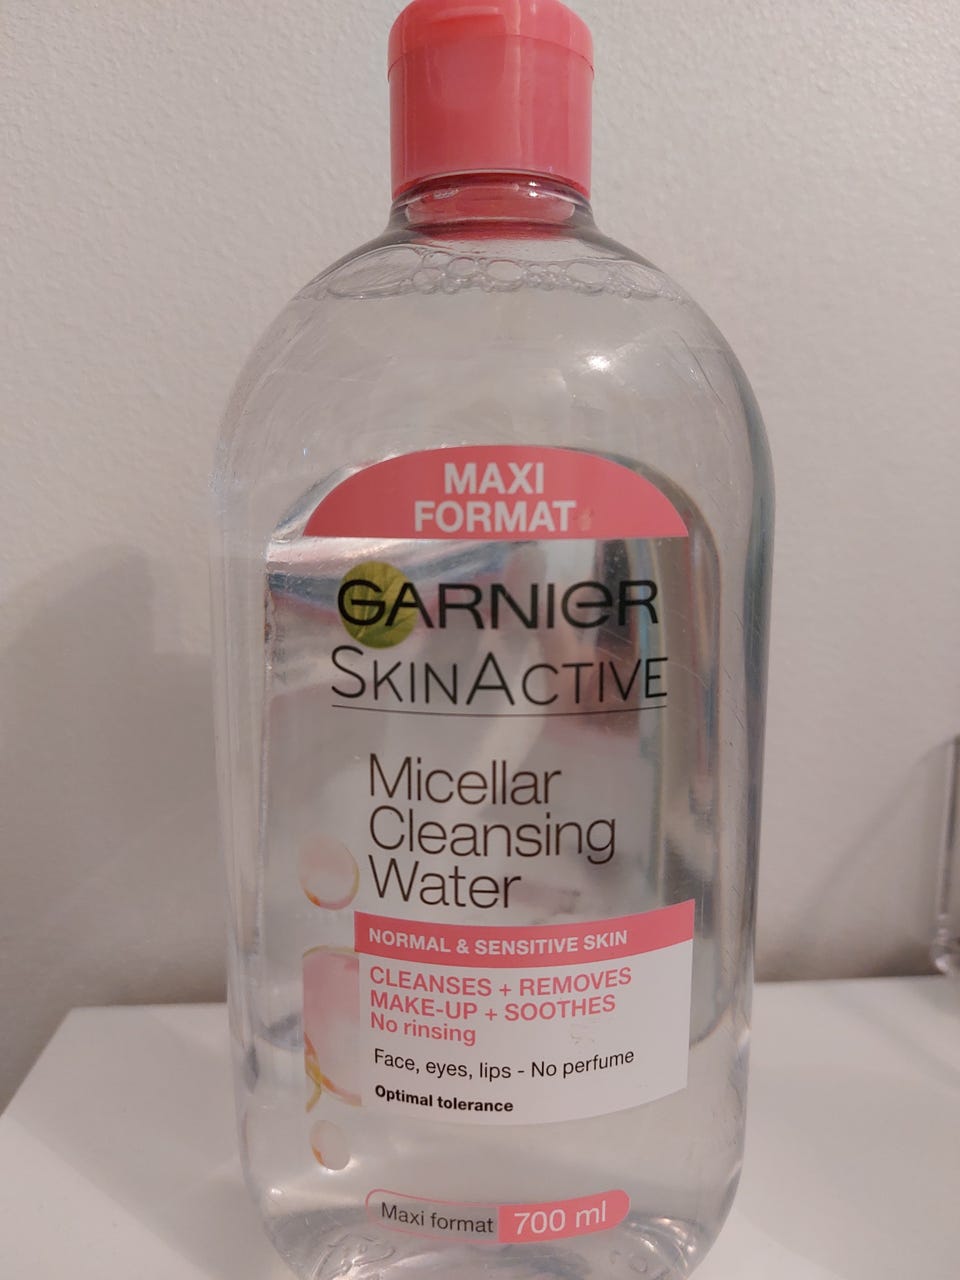 MAXI
FORMAT
GARNIER
SKINACTIVE
Micellar
Cleansing
Water
NORMAL & SENSITIVE SKIN
CLEANSES + REMOVES
MAKE-UP + SOOTHES
No rinsing
Face, eyes, lips - No perfume
Optimal tolerance
Maxi format 700 ml